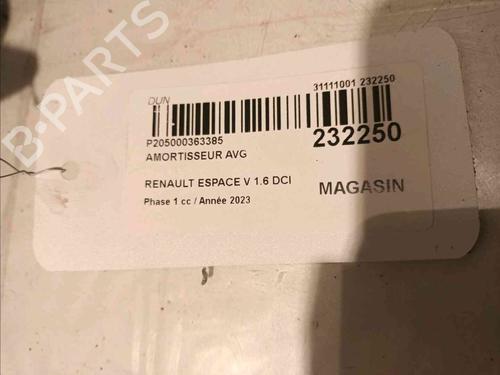 B-PARTS
DUN
31111001 232250
P205000363385
232250
AMORTISSEUR AVG
RENAULT ESPACE V 1.6 DCI
MAGASIN
Phase 1 cc / Année 2023